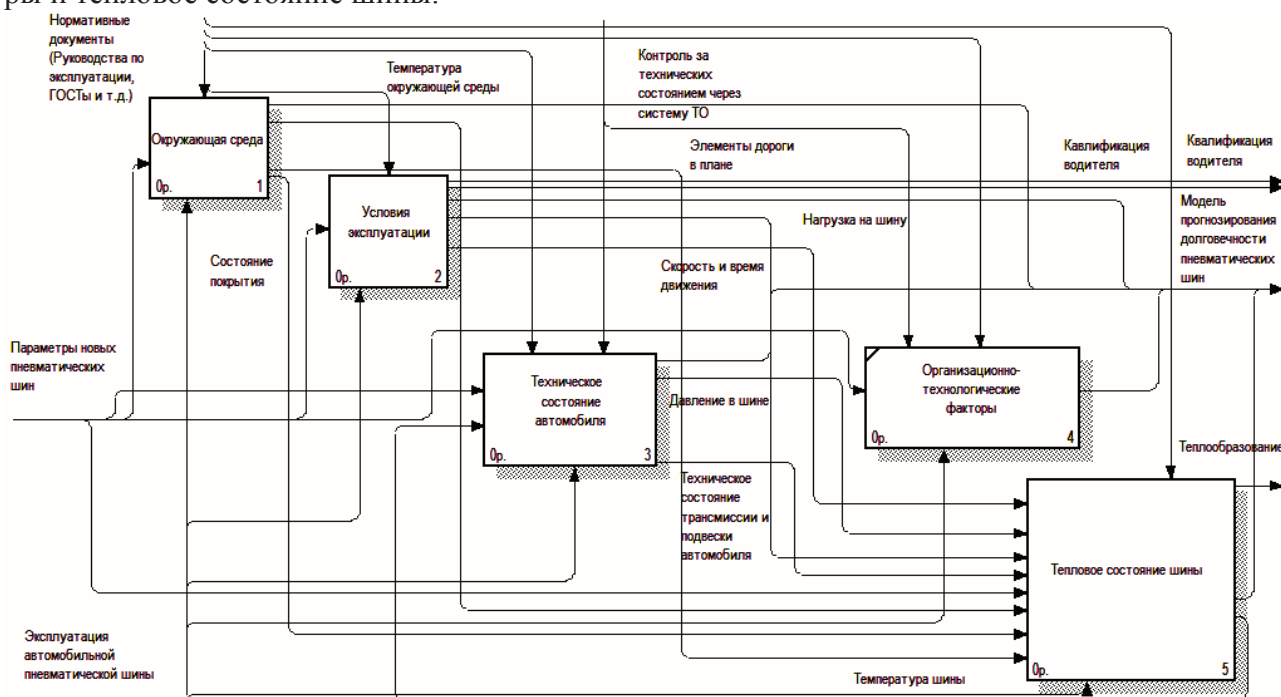 ры и тепловое состояние шины.
Нормативные
документы
(Руководства по
эксплуатации,
ГОСТы и т.д.)
Температура
окружающей среды
Контроль за
технических
состоянием через
систему ТО
Элементы дороги
в плане
Кавлификация
водителя
Квалификация
водителя
Окружающая среда
0р.
1
Условия
эксплуатации
0р.
2
Нагрузка на шину
Модель
прогнозирования
долговечности
пневматических
шин
Состояние
покрытия
Скорость и время
движения
Параметры новых
пневматических
шин
Техническое
состояние
автомобиля
0р.
3
Давление в шине
Организационно-
технологические
факторы
0р.
4
Теплообразование
Техническое
состояние
трансмиссии и
подвески
автомобиля
Тепловое состояние шины
0р.
5
Эксплуатация
автомобильной
пневматической шины
Температура шины